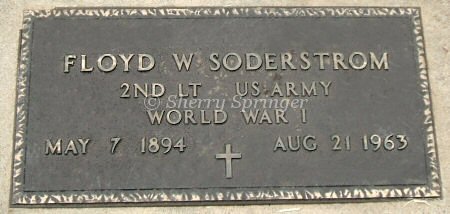 FLOYD W SODERSTROM
2ND LT US ARMY
© Sherry Springer
WORLD WAR I
MAY 7 1894 AUG 21 1963